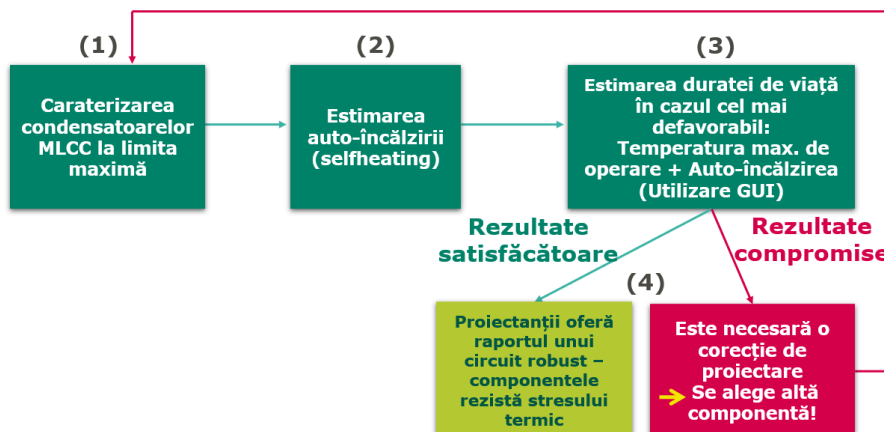 (1)
(2)
(3)
Caraterizarea
condensatoarelor
MLCC la limita
maximă
Estimarea
auto-încălzirii
(selfheating)
Estimarea duratei de viață
în cazul cel mai
defavorabil:
Temperatura max. de
operare + Auto-încălzirea
(Utilizare GUI)
Rezultate
satisfăcătoare
Rezultate
compromise
(4)
Proiectanții oferă
raportul unui
circuit robust –
componentele
rezistă stresului
termic
Este necesară o
corecție de
proiectare
Se alege altă
componentă!